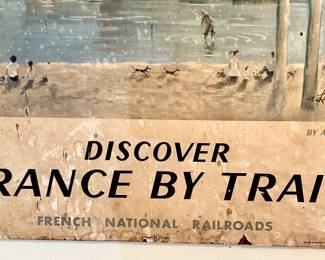 BY A
DISCOVER
RANCE BY TRAI
FRENCH NATIONAL RAILROADS